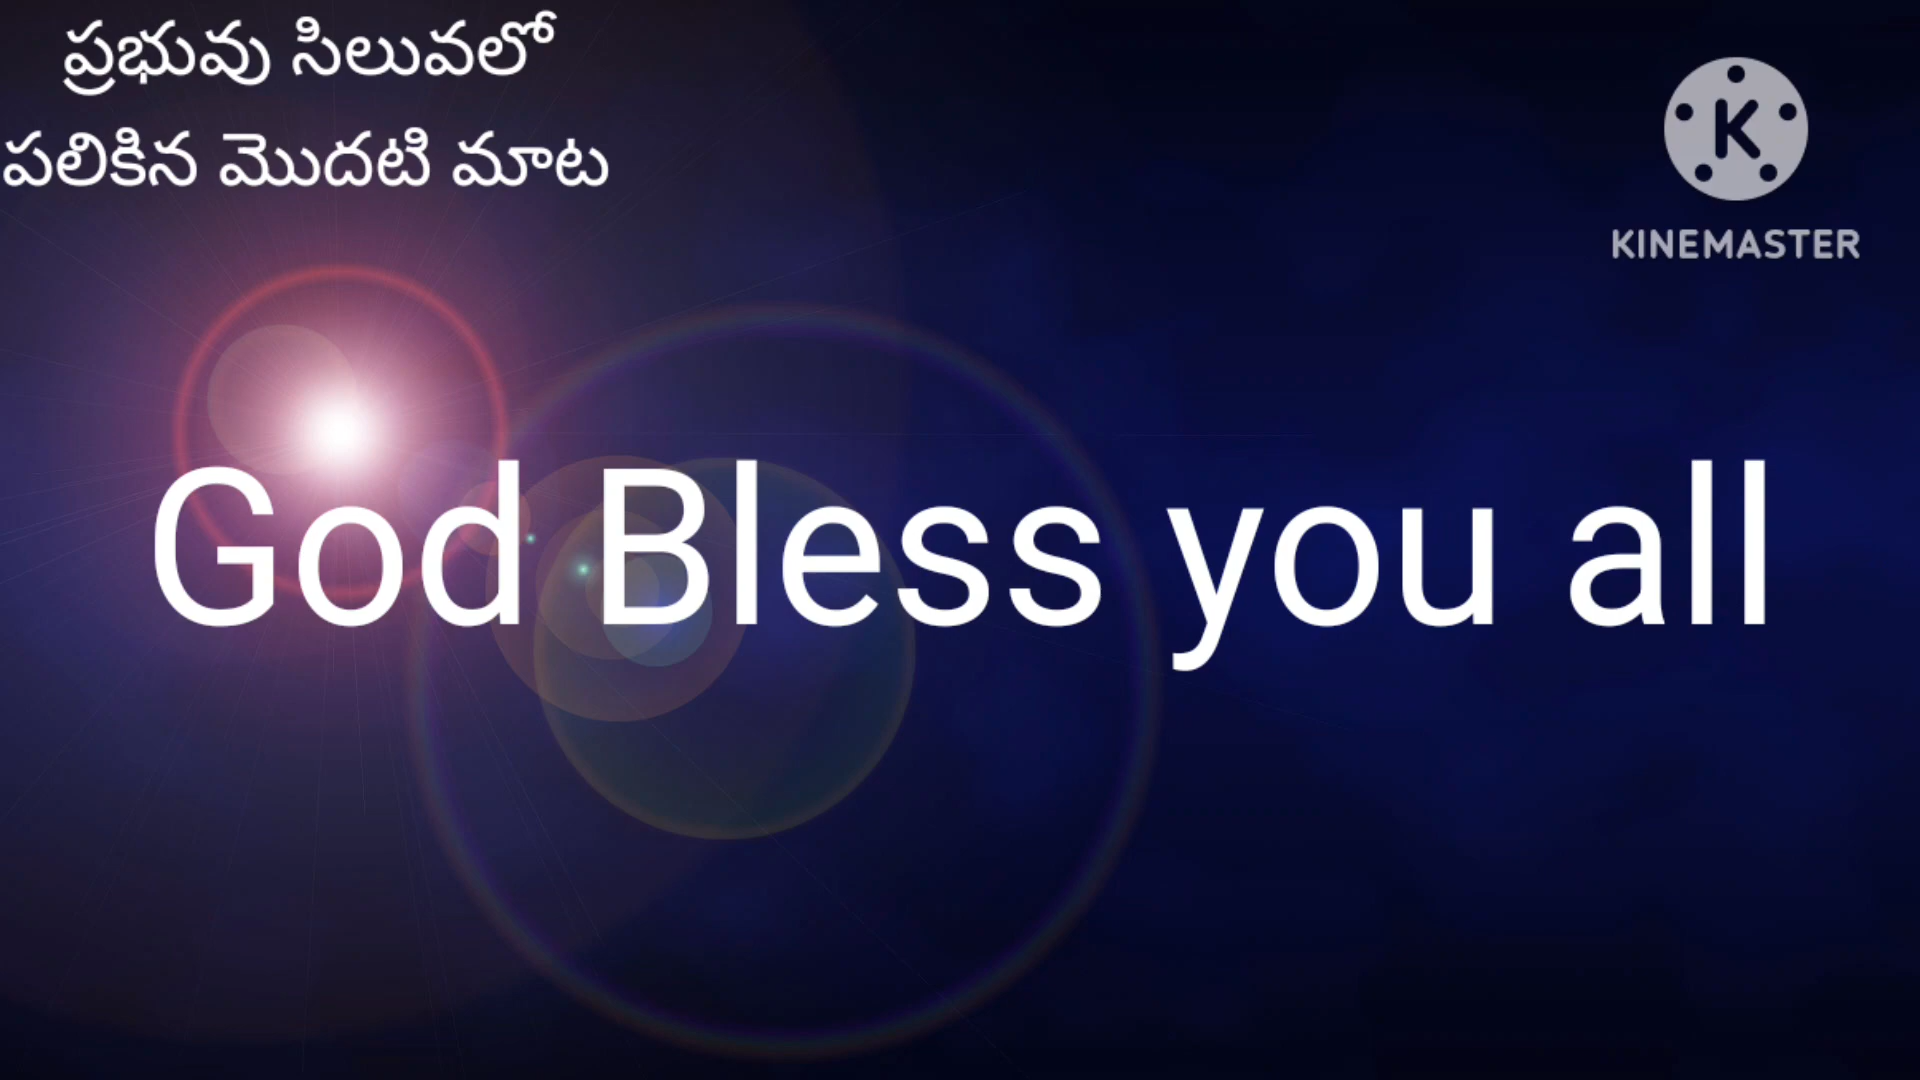 ప్రభువు సిలువలో
పలికిన మొదటి మాట
K
KINEMASTER
God Bless you all